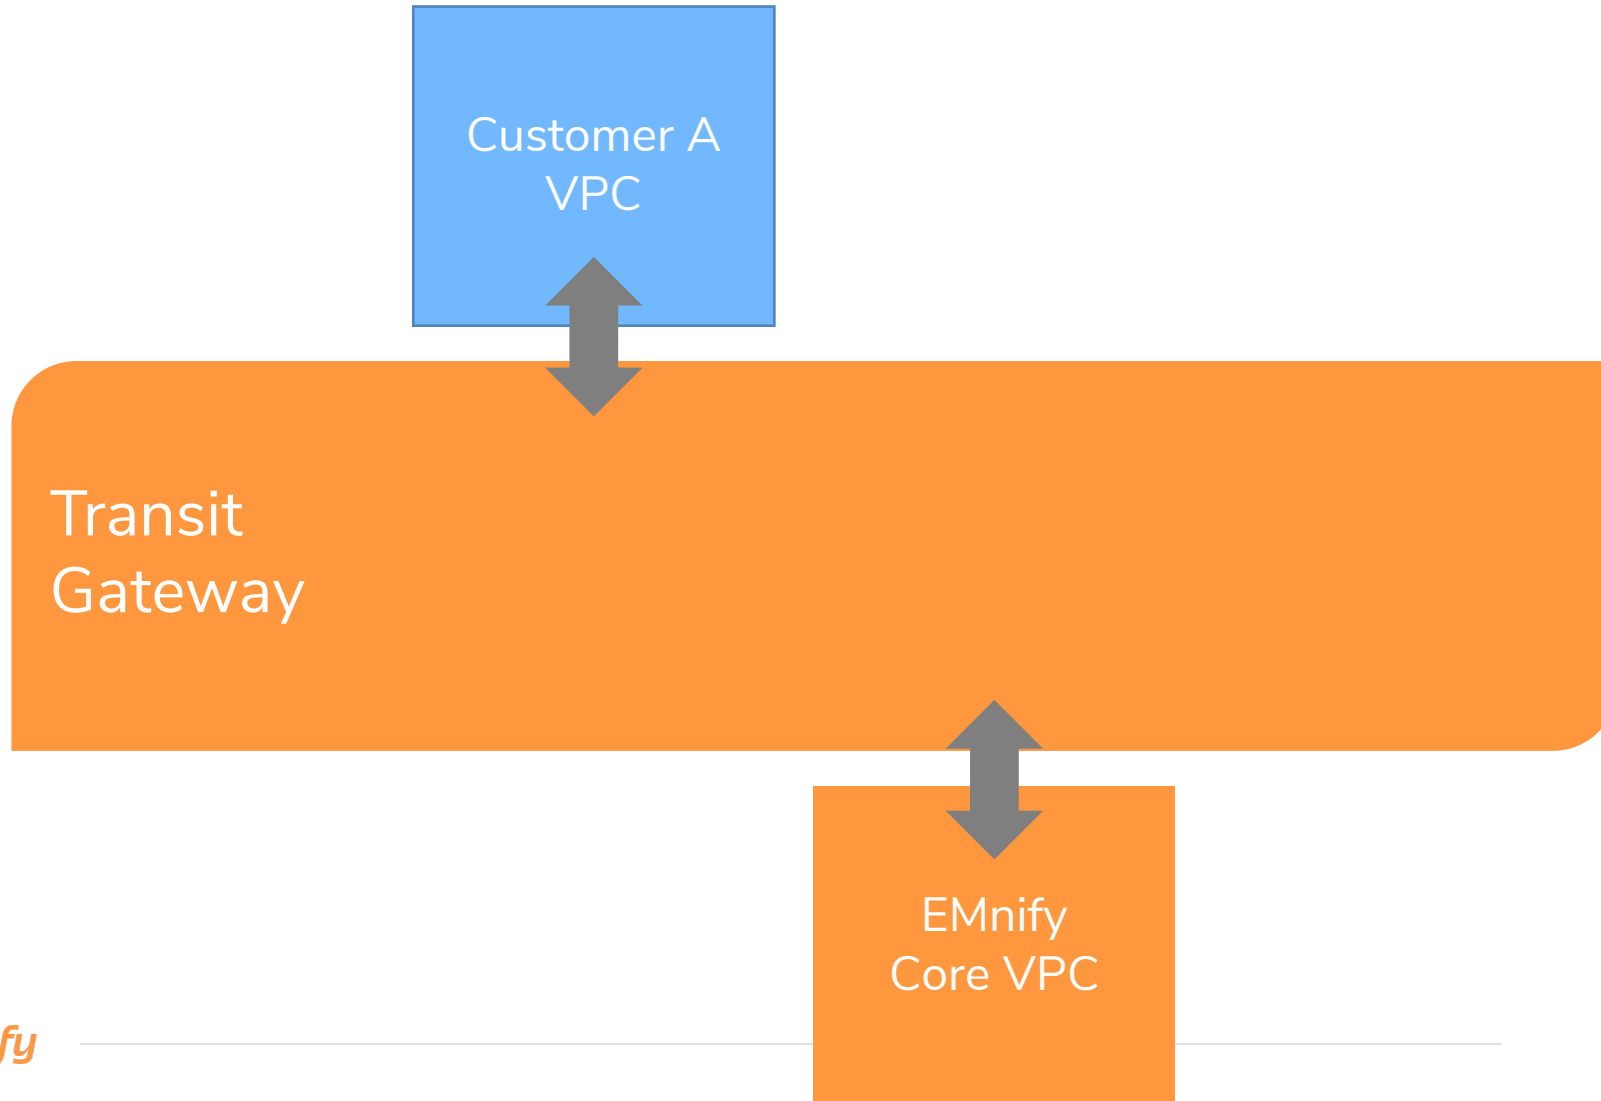 Customer A
VPC
Transit
Gateway
EMnify
Core VPC
fy